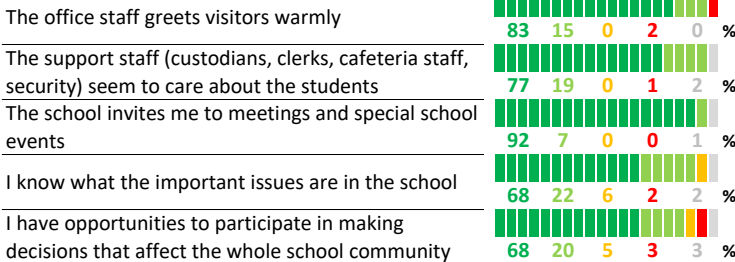 The office staff greets visitors warmly
83 15 0 2 0 %
The support staff (custodians, clerks, cafeteria staff,
security) seem to care about the students
77 19 0 1 2 %
The school invites me to meetings and special school
events
92 7 0 0 1 %
I know what the important issues are in the school
68 22 6 2 2 %
I have opportunities to participate in making
decisions that affect the whole school community
68 20 5 3 3 %